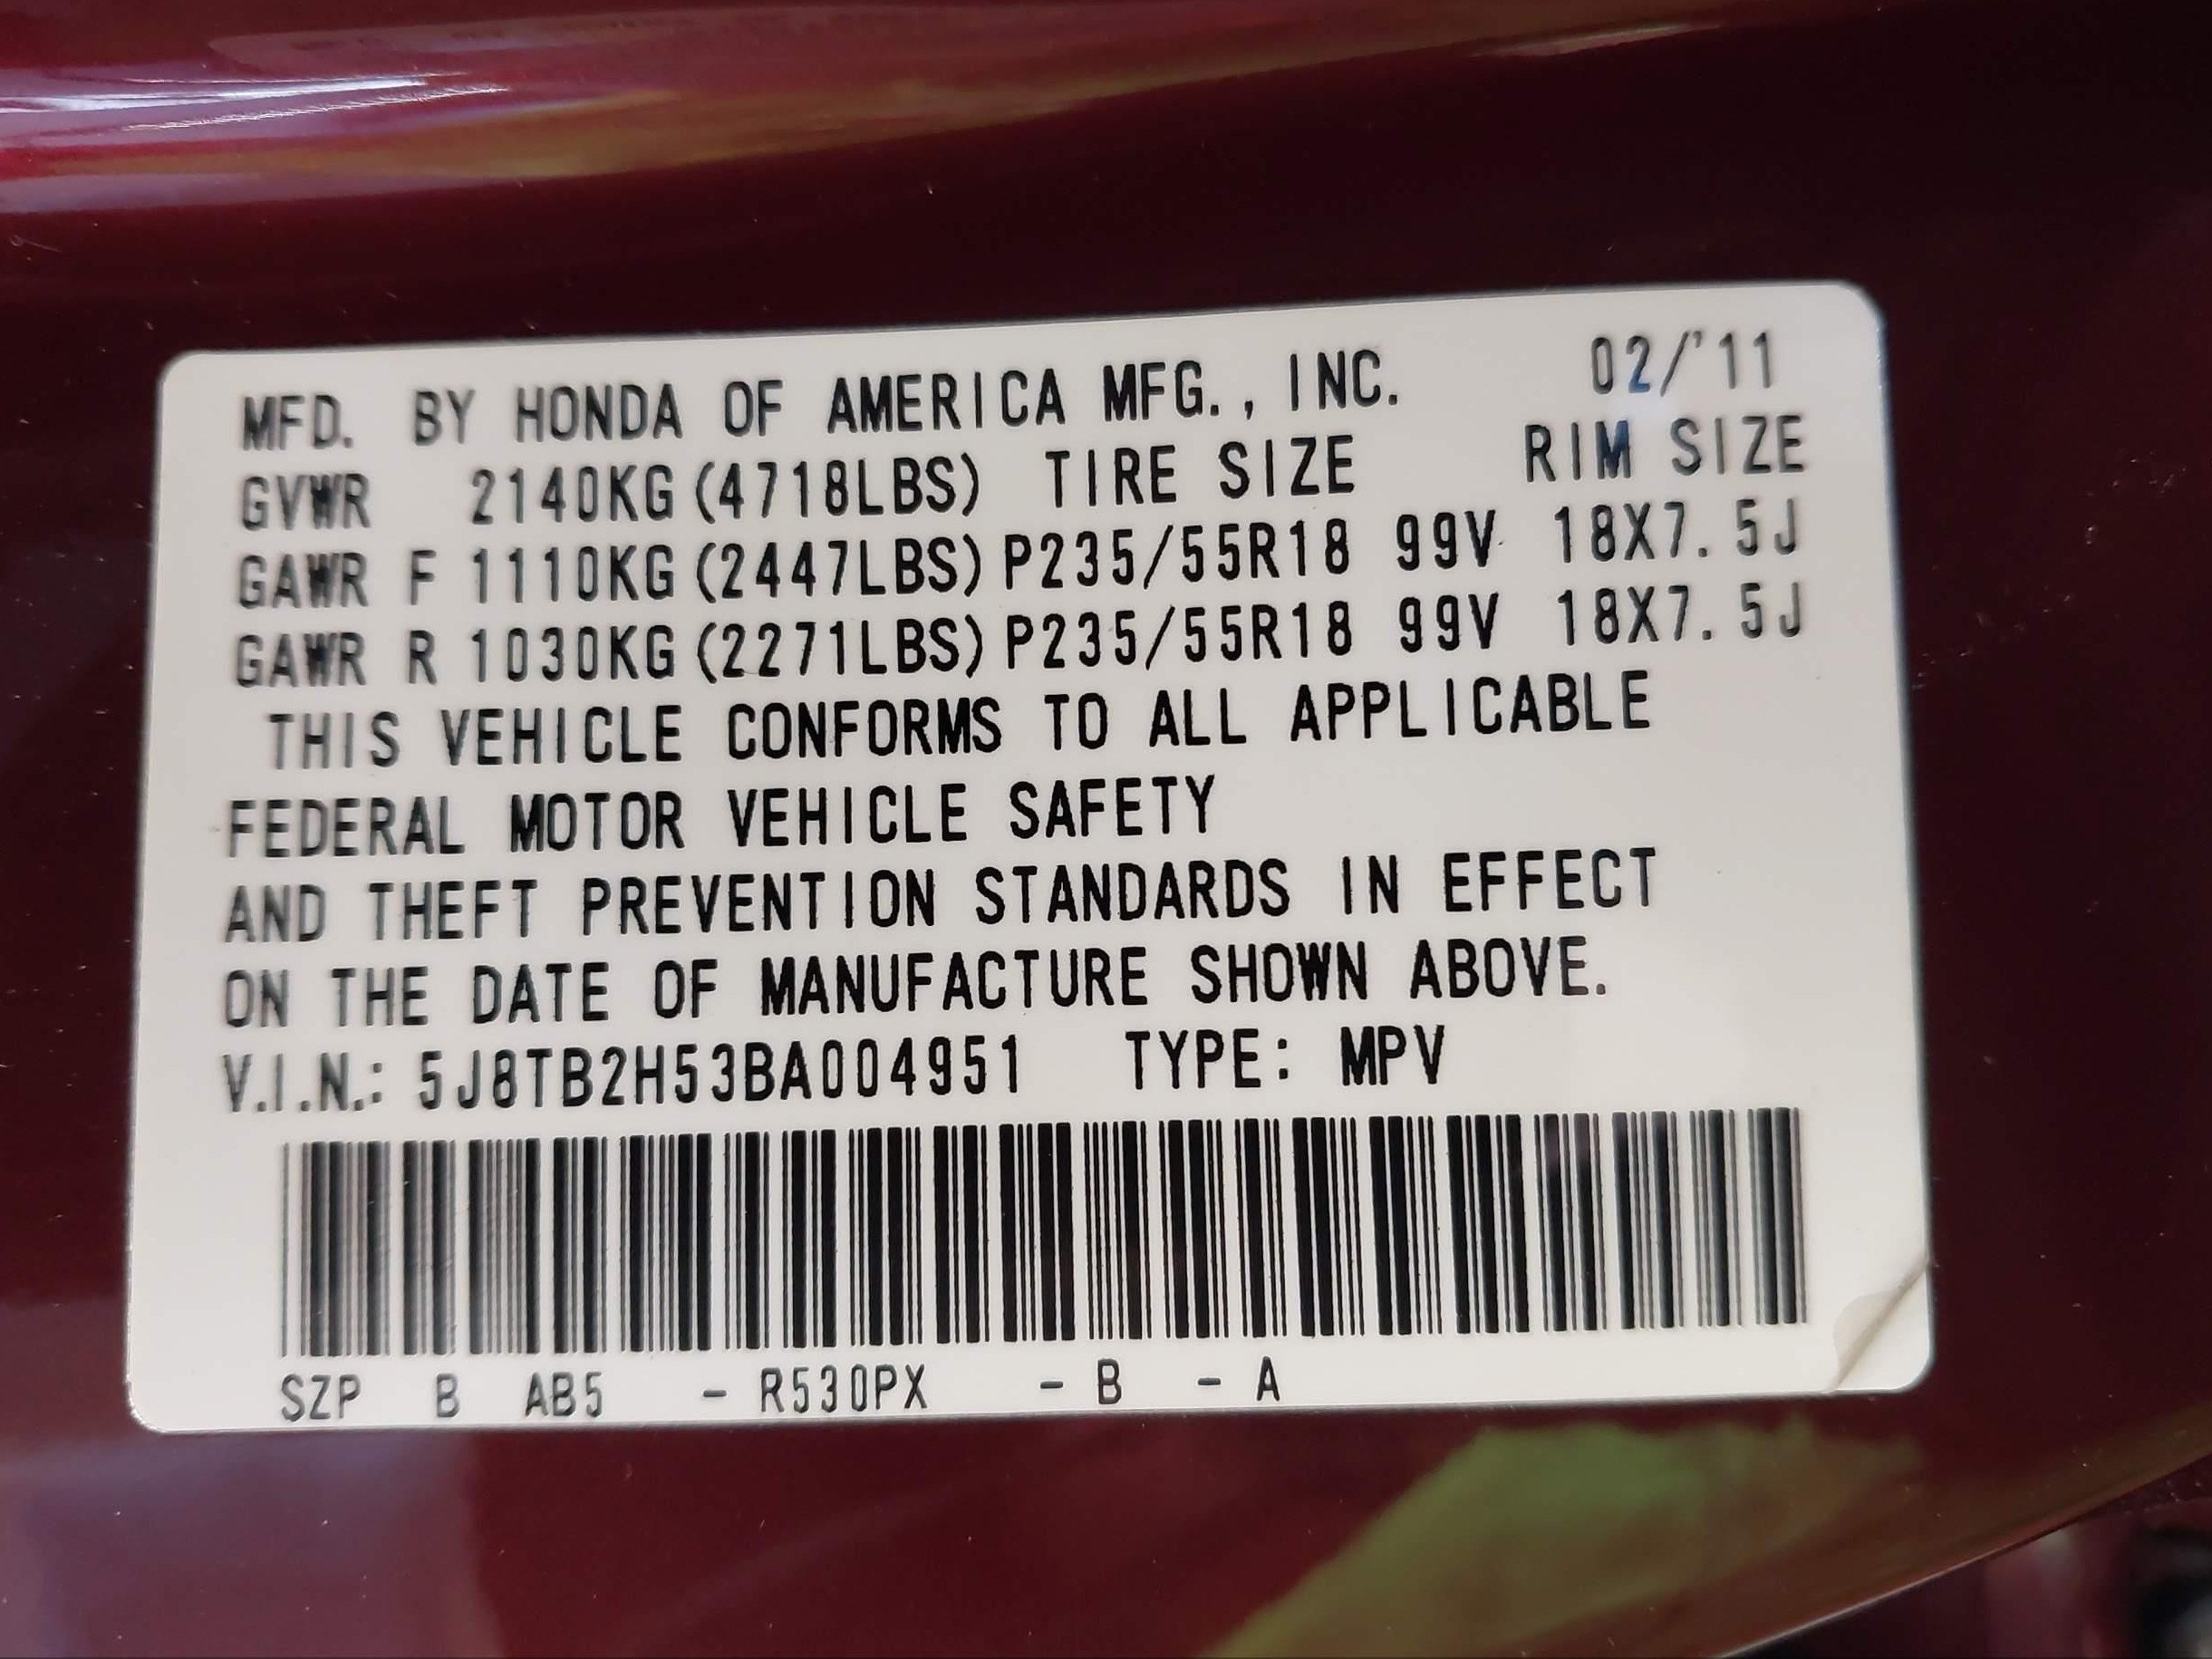 MFD. BY HONDA OF AMERICA MFG., INC. 02/'11
GVWR 2140KG(4718LBS) TIRE SIZE RIM SIZE
GAWR F 1110KG(2447LBS)P235/55R18 99V 18X7.5J
GAWR R 1030KG(2271LBS)P235/55R18 99V 18X7.5J
THIS VEHICLE CONFORMS TO ALL APPLICABLE
FEDERAL MOTOR VEHICLE SAFETY
AND THEFT PREVENTION STANDARDS IN EFFECT
ON THE DATE OF MANUFACTURE SHOWN ABOVE.
V.I.N.: 5J8TB2H53BA004951 TYPE: MPV
SZP B AB5 - R530PX - B - A